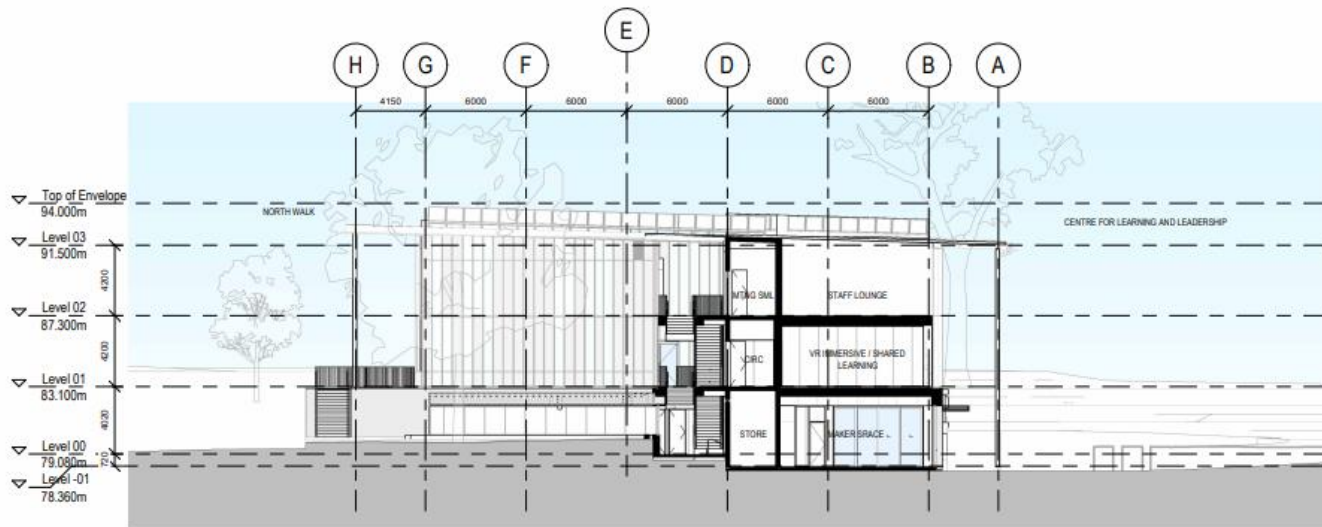 E
H
G
F
D
C
B
A
4150
6000
6000
6000
6000
6000
Top of Envelope
94.000m
NORTH WALK
CENTRE FOR LEARNING AND LEADERSHIP
Level 03
91.500m
4200
MTNG SML
STAFF LOUNGE
Level 02
87.300m
4200
CIRC
VR IMMERSIVE / SHARED
LEARNING
Level 01
83.100m
4020
STORE
MAKER SPACE
Level 00
79.080m
720
Level -01
78.360m